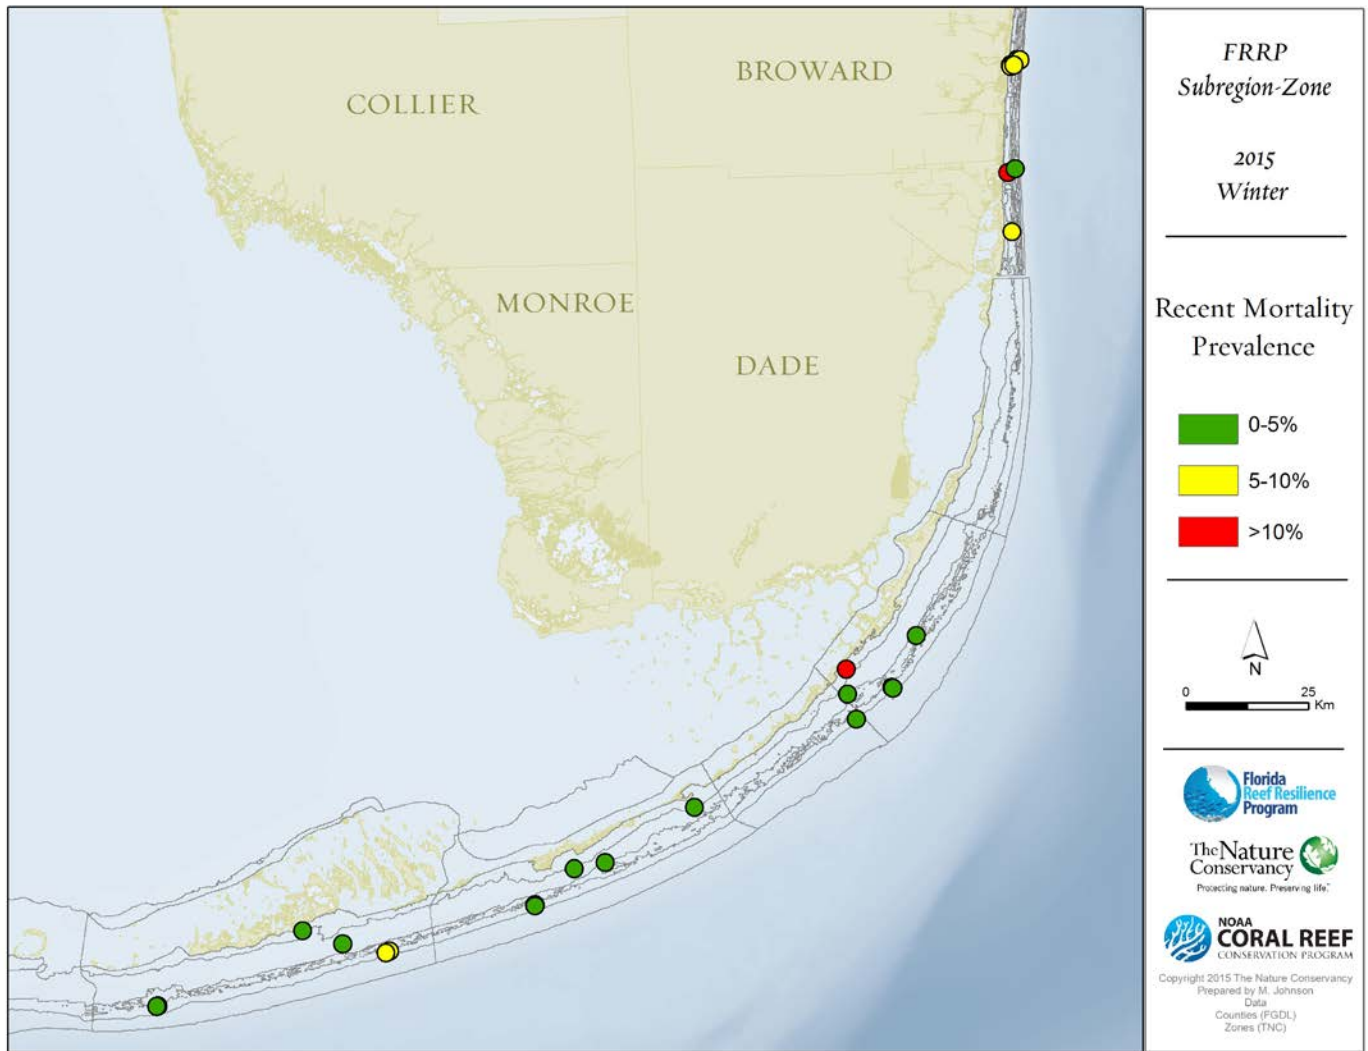 COLLIER
BROWARD
MONROE
DADE
FRRP
Subregion-Zone
2015
Winter
Recent Mortality
Prevalence
0-5%
5-10%
>10%
N
0 25
Km
Florida
Reef Resilience
Program
The Nature
Conservancy
Protecting nature. Preserving life.™
NOAA
CORAL REEF
CONSERVATION PROGRAM
Copyright 2015 The Nature Conservancy
Prepared by M. Johnson
Data
Counties (FGDL)
Zones (TNC)